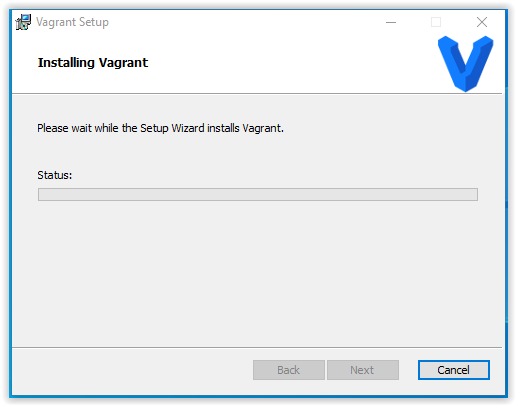 Vagrant Setup
Installing Vagrant
Please wait while the Setup Wizard installs Vagrant.
Status:
Back Next Cancel